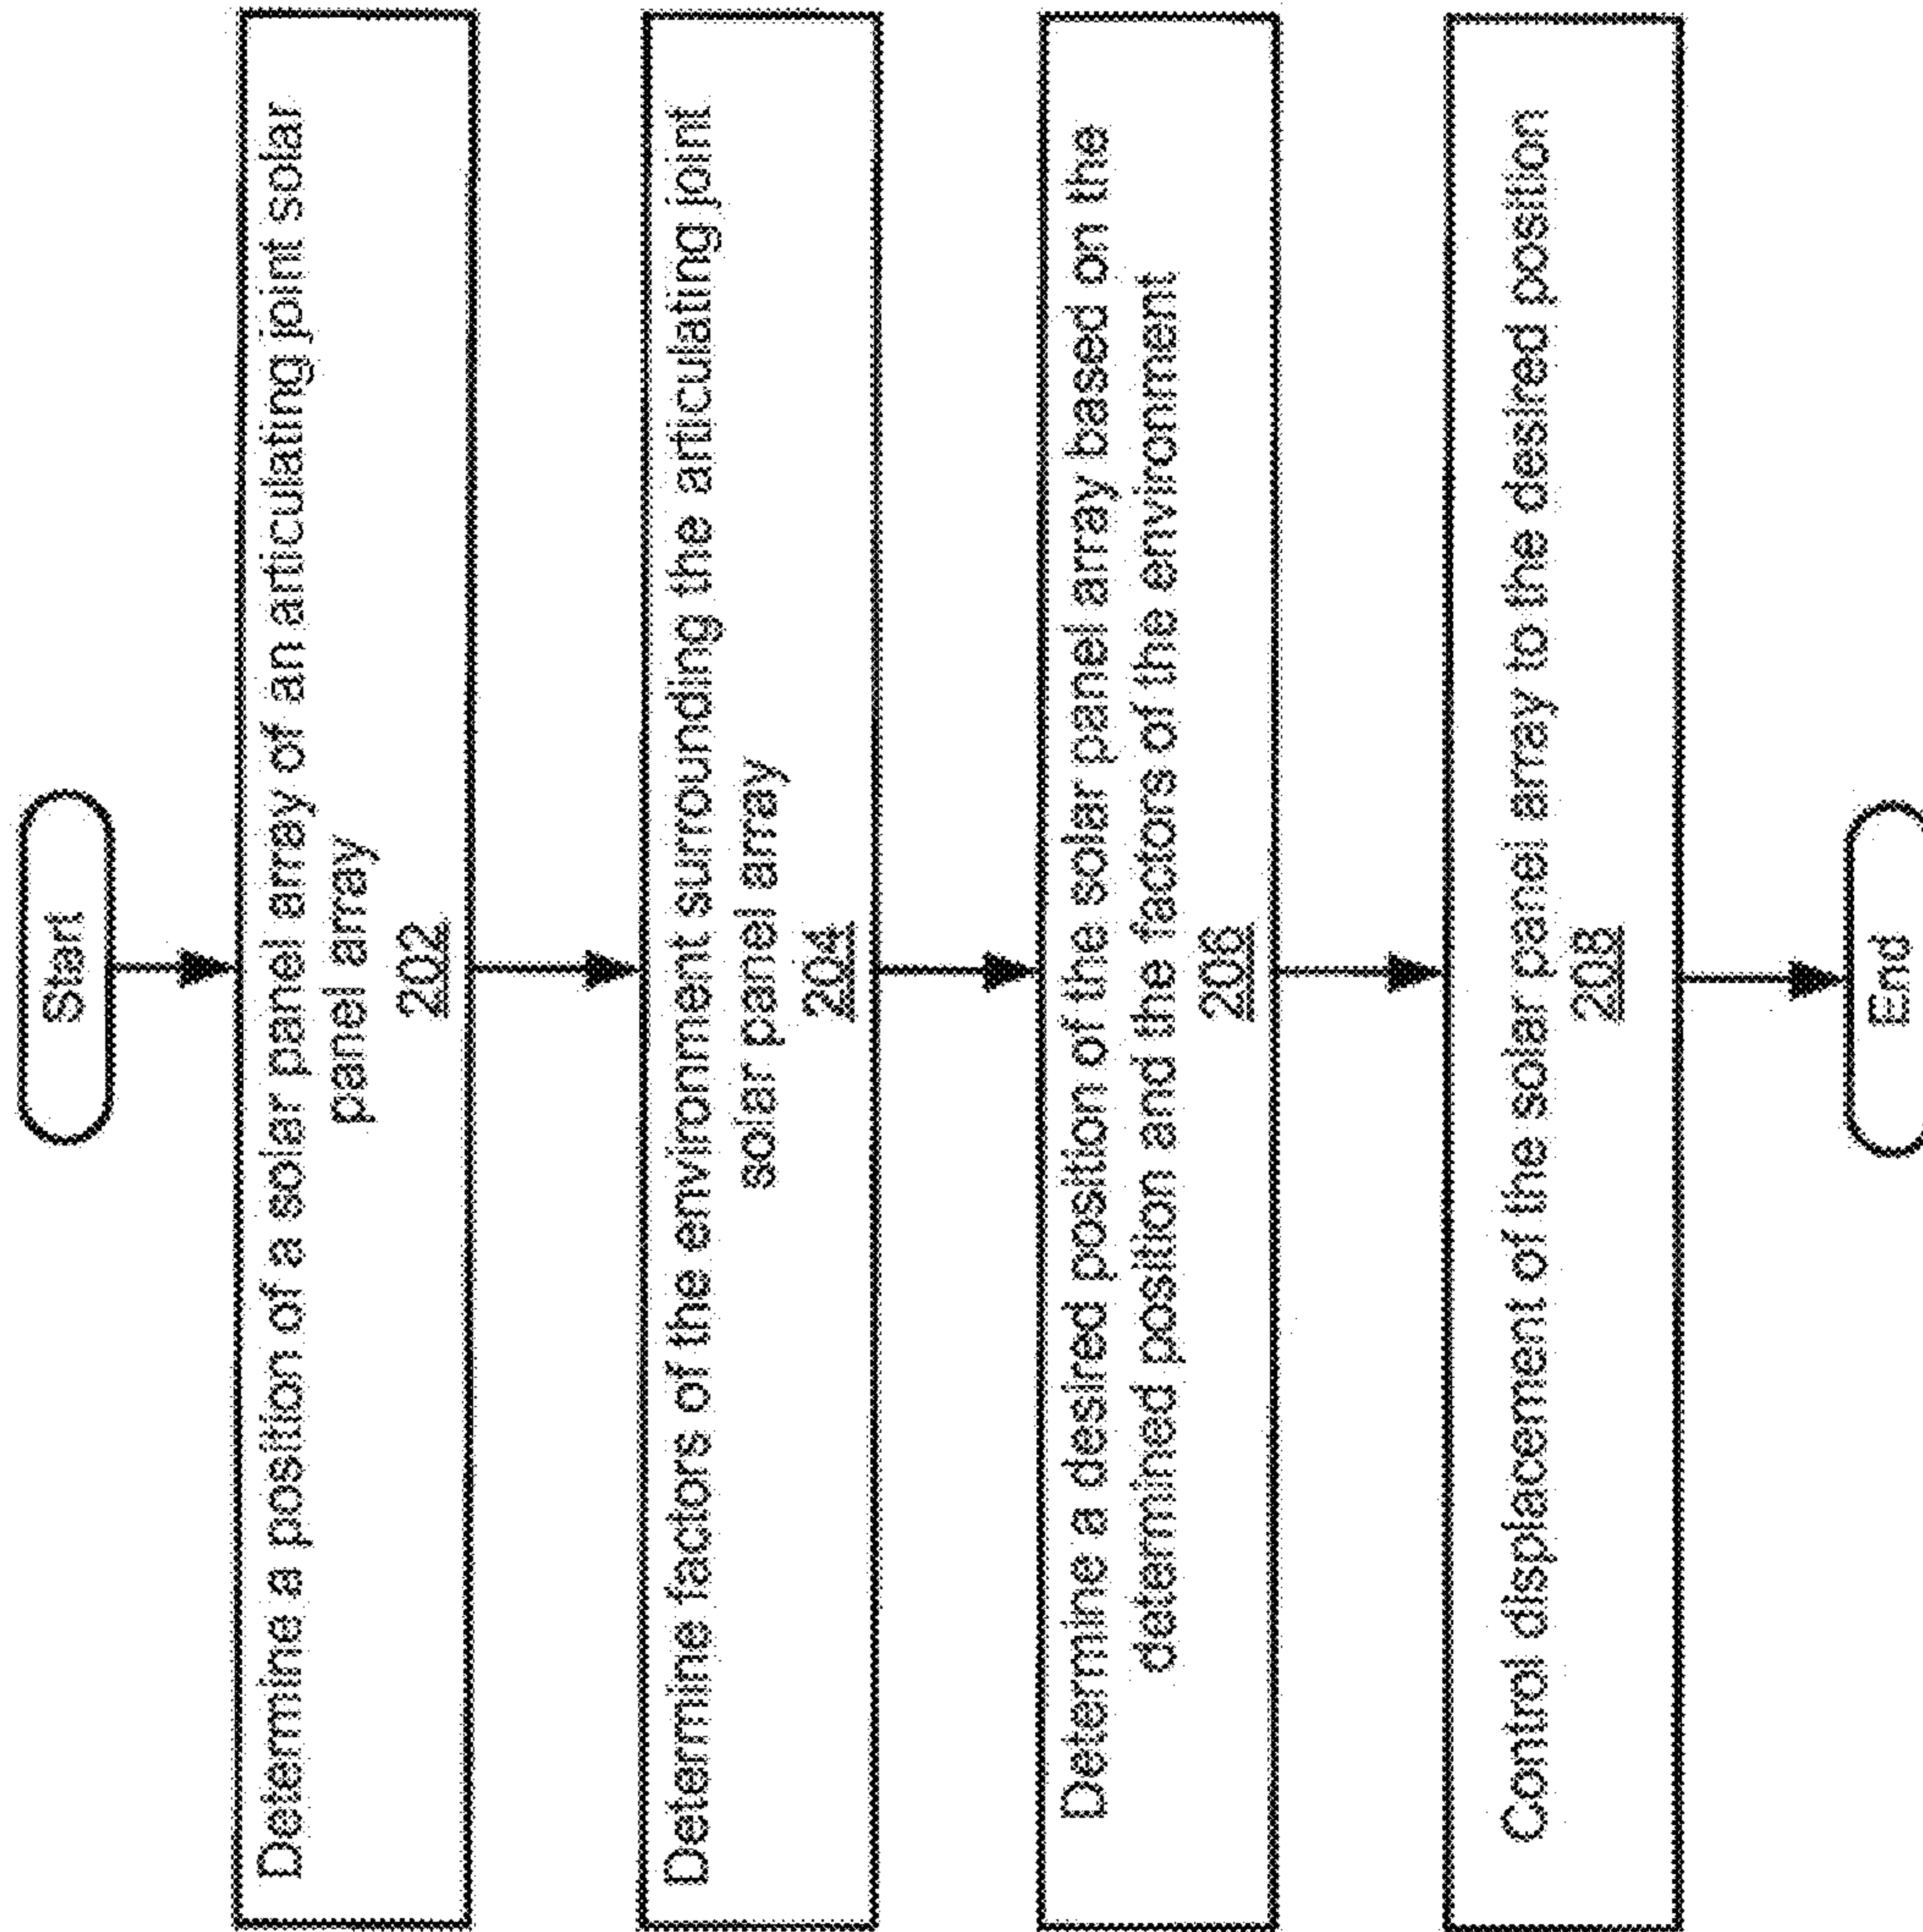 Start
Determine a position of a solar panel array of an articulating joint solar
panel array
202
Determine factors of the environment surrounding the articulating joint
solar panel array
204
Determine a desired position of the solar panel array based on the
determined position and the factors of the environment
206
Control displacement of the solar panel array to the desired position
208
End